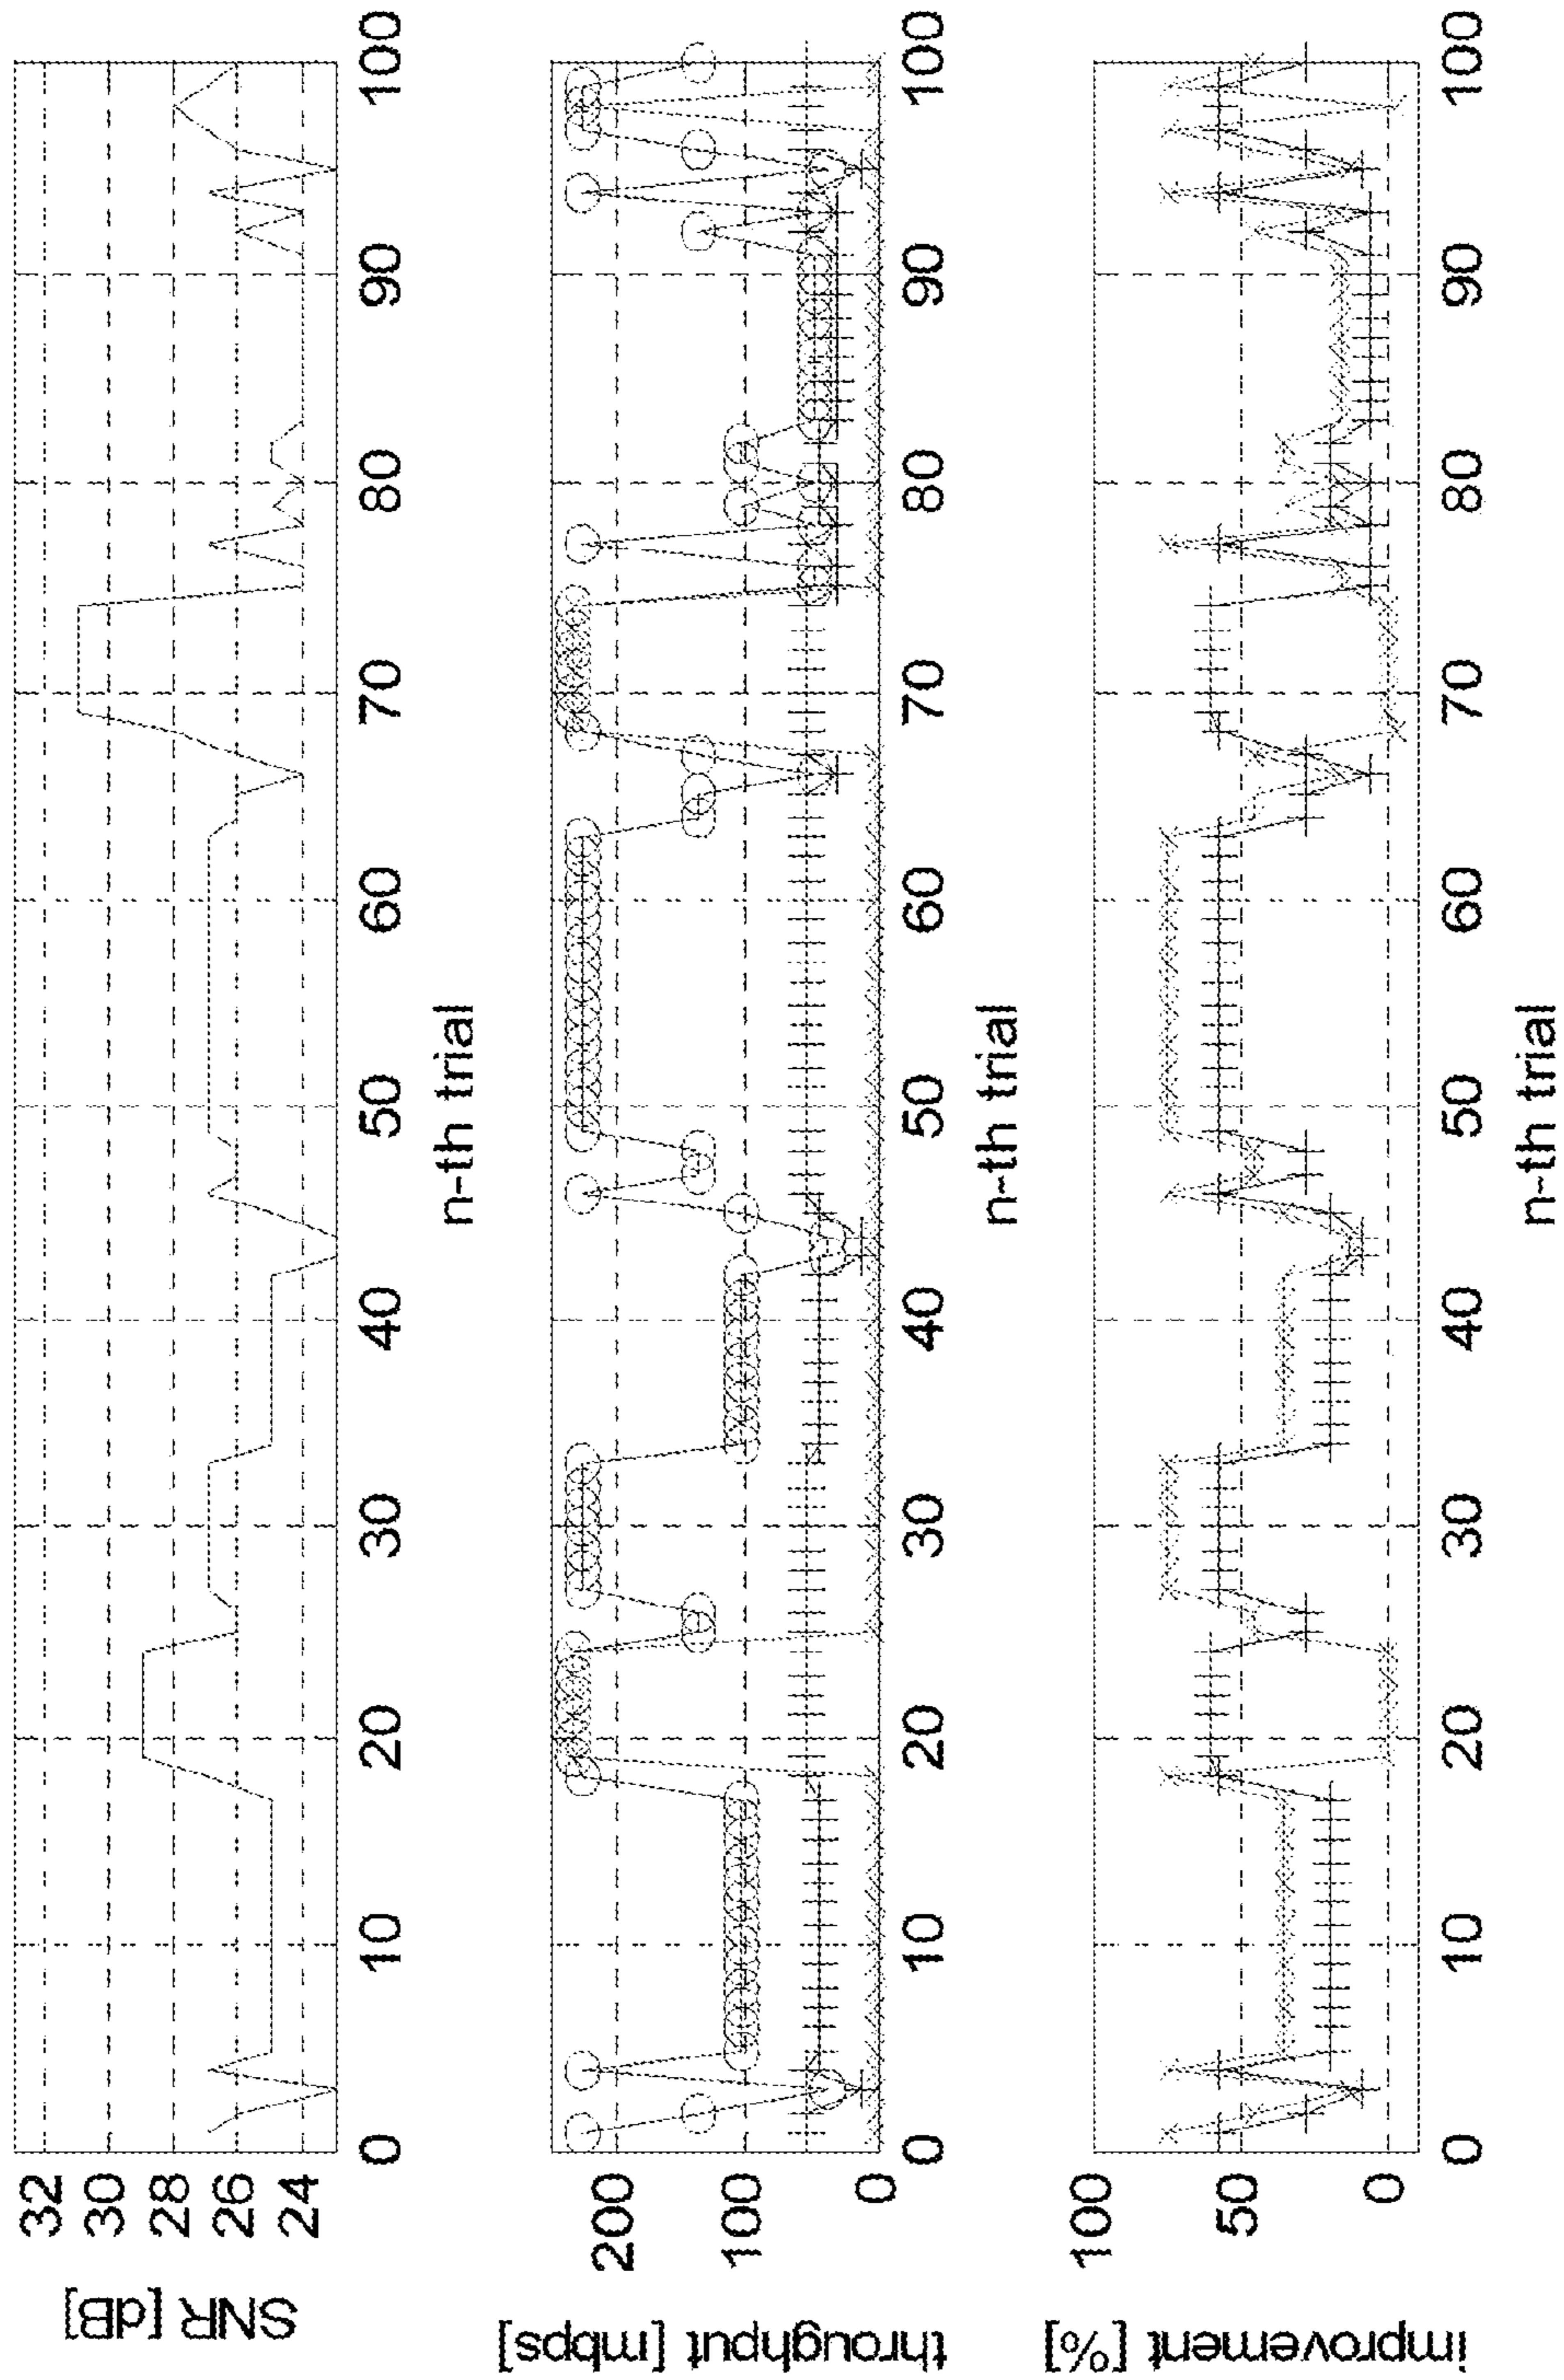 SNR [dB]
32
30
28
26
24
0 10 20 30 40 50 60 70 80 90 100
n-th trial
throughput [mbps]
200
100
0
0 10 20 30 40 50 60 70 80 90 100
n-th trial
improvement [%]
100
50
0
0 10 20 30 40 50 60 70 80 90 100
n-th trial